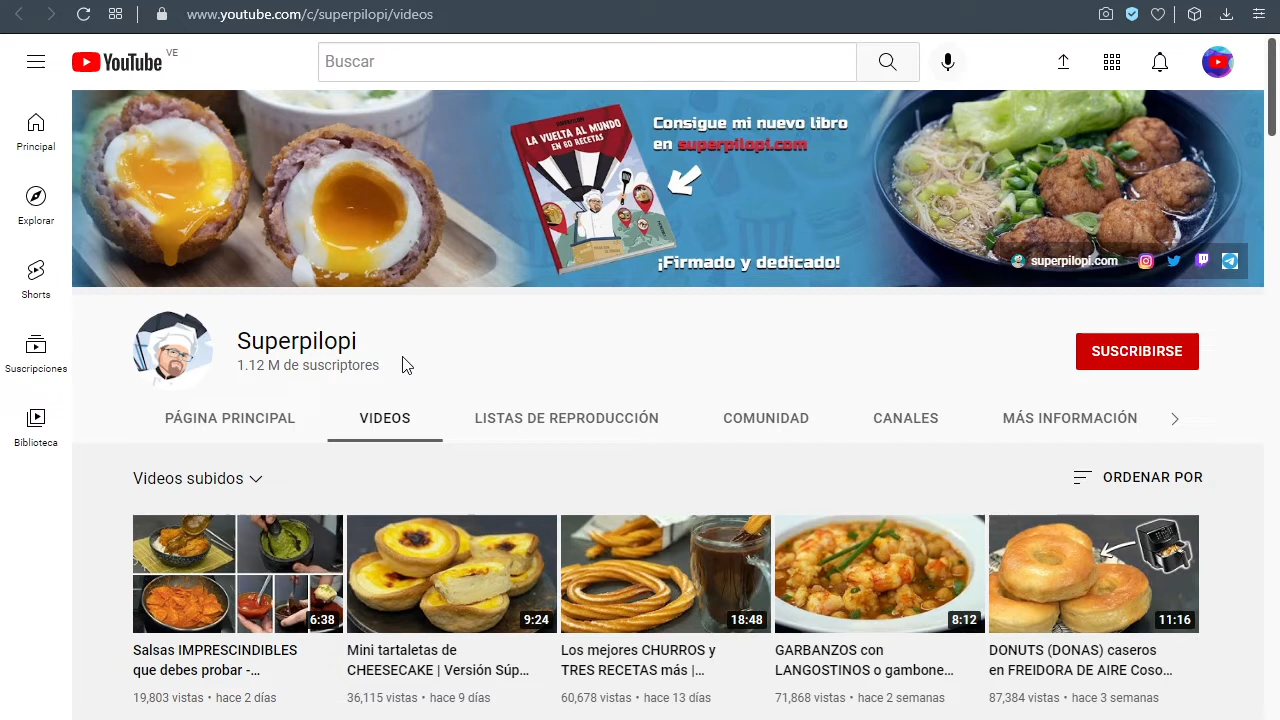 www.youtube.com/c/superpilopi/videos
YouTube VE
Buscar
Principal
Explorar
Shorts
Suscripciones
Biblioteca
SUPERPILOPI
LA VUELTA AL MUNDO
EN 80 RECETAS
Consigue mi nuevo libro
en superpilopi.com
¡Firmado y dedicado!
superpilopi.com
Superpilopi
1.12 M de suscriptores
SUSCRIBIRSE
PÁGINA PRINCIPAL VIDEOS LISTAS DE REPRODUCCIÓN COMUNIDAD CANALES MÁS INFORMACIÓN
Videos subidos
ORDENAR POR
6:38 9:24 18:48 8:12 11:16
Salsas IMPRESCINDIBLES
que debes probar -...
19,803 vistas • hace 2 días
Mini tartaletas de
CHEESECAKE | Versión Súp...
36,115 vistas • hace 9 días
Los mejores CHURROS y
TRES RECETAS más |...
60,678 vistas • hace 13 días
GARBANZOS con
LANGOSTINOS o gambone...
71,868 vistas • hace 2 semanas
DONUTS (DONAS) caseros
en FREIDORA DE AIRE Coso...
87,384 vistas • hace 3 semanas